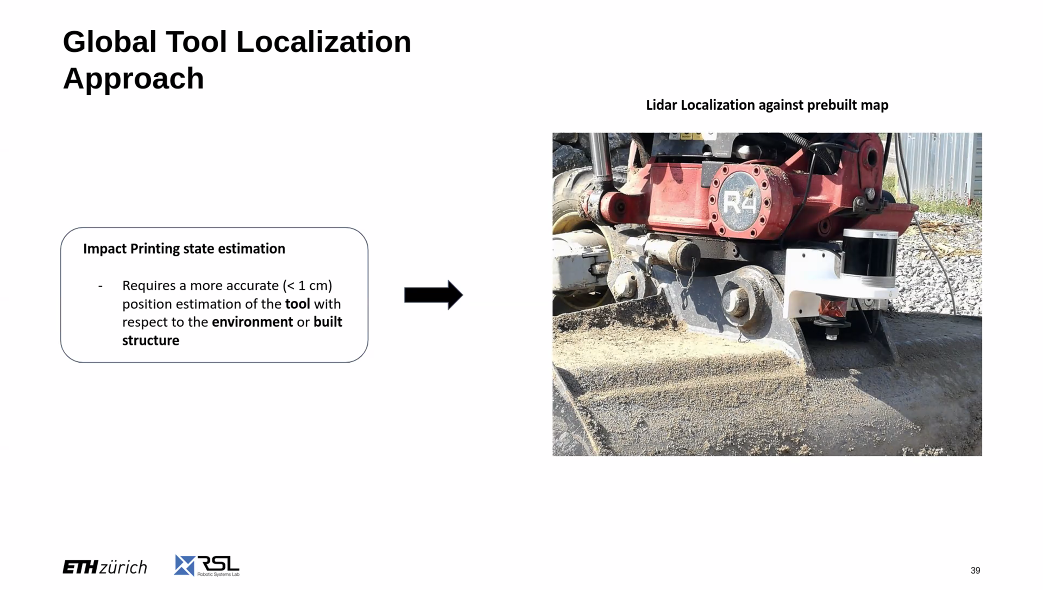 Global Tool Localization
Approach
Lidar Localization against prebuilt map
Impact Printing state estimation
- Requires a more accurate (< 1 cm)
position estimation of the tool with
respect to the environment or built
structure
R4
ETH zürich
RSL
Robotic Systems Lab
39